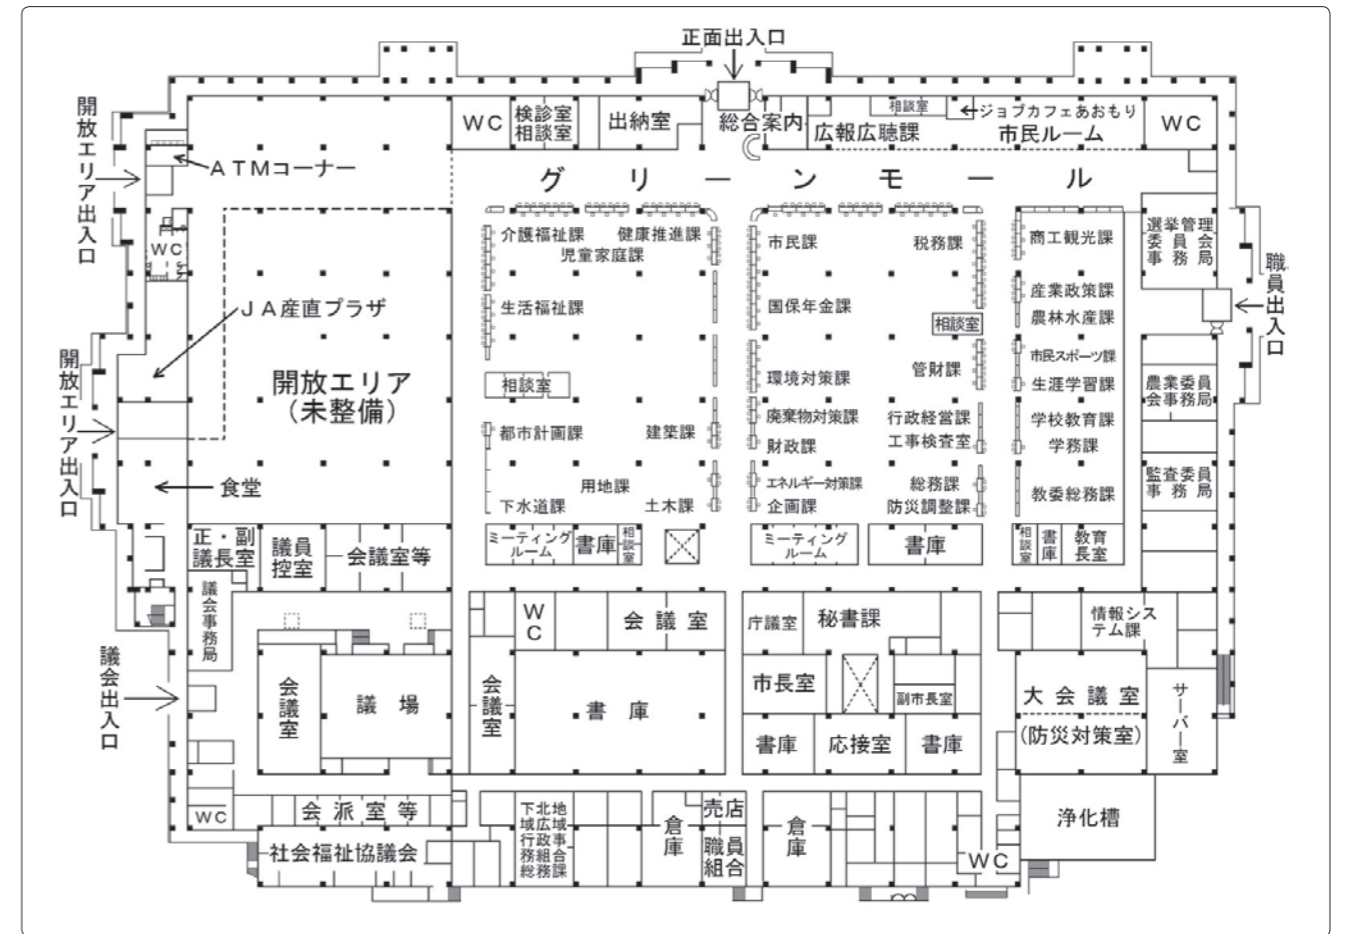 正面出入口
開放エリア出入口
WC
検診室
相談室
出納室
総合案内
広報広聴課
相談室
←ジョブカフェあおもり
市民ルーム
WC
ATMコーナー
グリーンモール
WC
介護福祉課
健康推進課
児童家庭課
市民課
税務課
商工観光課
選挙管理
委員会
事務局
職員出入口
JA産直プラザ
生活福祉課
国保年金課
相談室
産業政策課
農林水産課
開放エリア出入口
開放エリア
(未整備)
相談室
環境対策課
管財課
市民スポーツ課
生涯学習課
農業委員
会事務局
都市計画課
建築課
廃棄物対策課
行政経営課
財政課
工事検査室
学校教育課
学務課
食堂
用地課
下水道課
土木課
エネルギー対策課
総務課
企画課
防災調整課
教委総務課
監査委員
事務局
正・副
議長室
議員
控室
会議室等
ミーティング
ルーム
書庫
相談室
ミーティング
ルーム
書庫
相談室
書庫
教育
長室
議会事務局
WC
会議室
庁議室
秘書課
情報シス
テム課
議会出入口
会議室
議場
会議室
書庫
市長室
副市長室
大会議室
(防災対策室)
サーバー室
書庫
応接室
書庫
WC
会派室等
下北地
域広域
行政事
務組合
総務課
倉庫
売店
職員
組合
倉庫
浄化槽
社会福祉協議会
WC